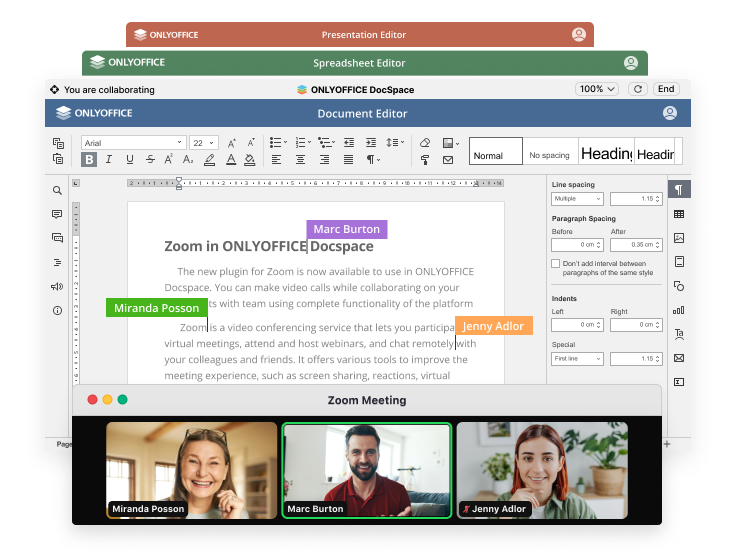 ONLYOFFICE Presentation Editor
ONLYOFFICE Spreadsheet Editor
You are collaborating ONLYOFFICE DocSpace 100% End
ONLYOFFICE Document Editor
Arial 22
B I U S A A
Normal No spacing Heading Headin
Line spacing
Multiple 1.15
Paragraph Spacing
Before After
0 cm 0.35 cm
Don't add interval between
paragraphs of the same style
Indents
Left Right
0 cm 0 cm
Special
First line 1.15
Marc Burton
Zoom in ONLYOFFICE Docspace
The new plugin for Zoom is now available to use in ONLYOFFICE
Docspace. You can make video calls while collaborating on your
ts with team using complete functionality of the platform
Miranda Posson
Jenny Adlor
Zoom is a video conferencing service that lets you participa
virtual meetings, attend and host webinars, and chat remotely with
your colleagues and friends. It offers various tools to improve the
meeting experience, such as screen sharing, reactions, virtual
Page
Zoom Meeting
Miranda Posson
Marc Burton
Jenny Adlor